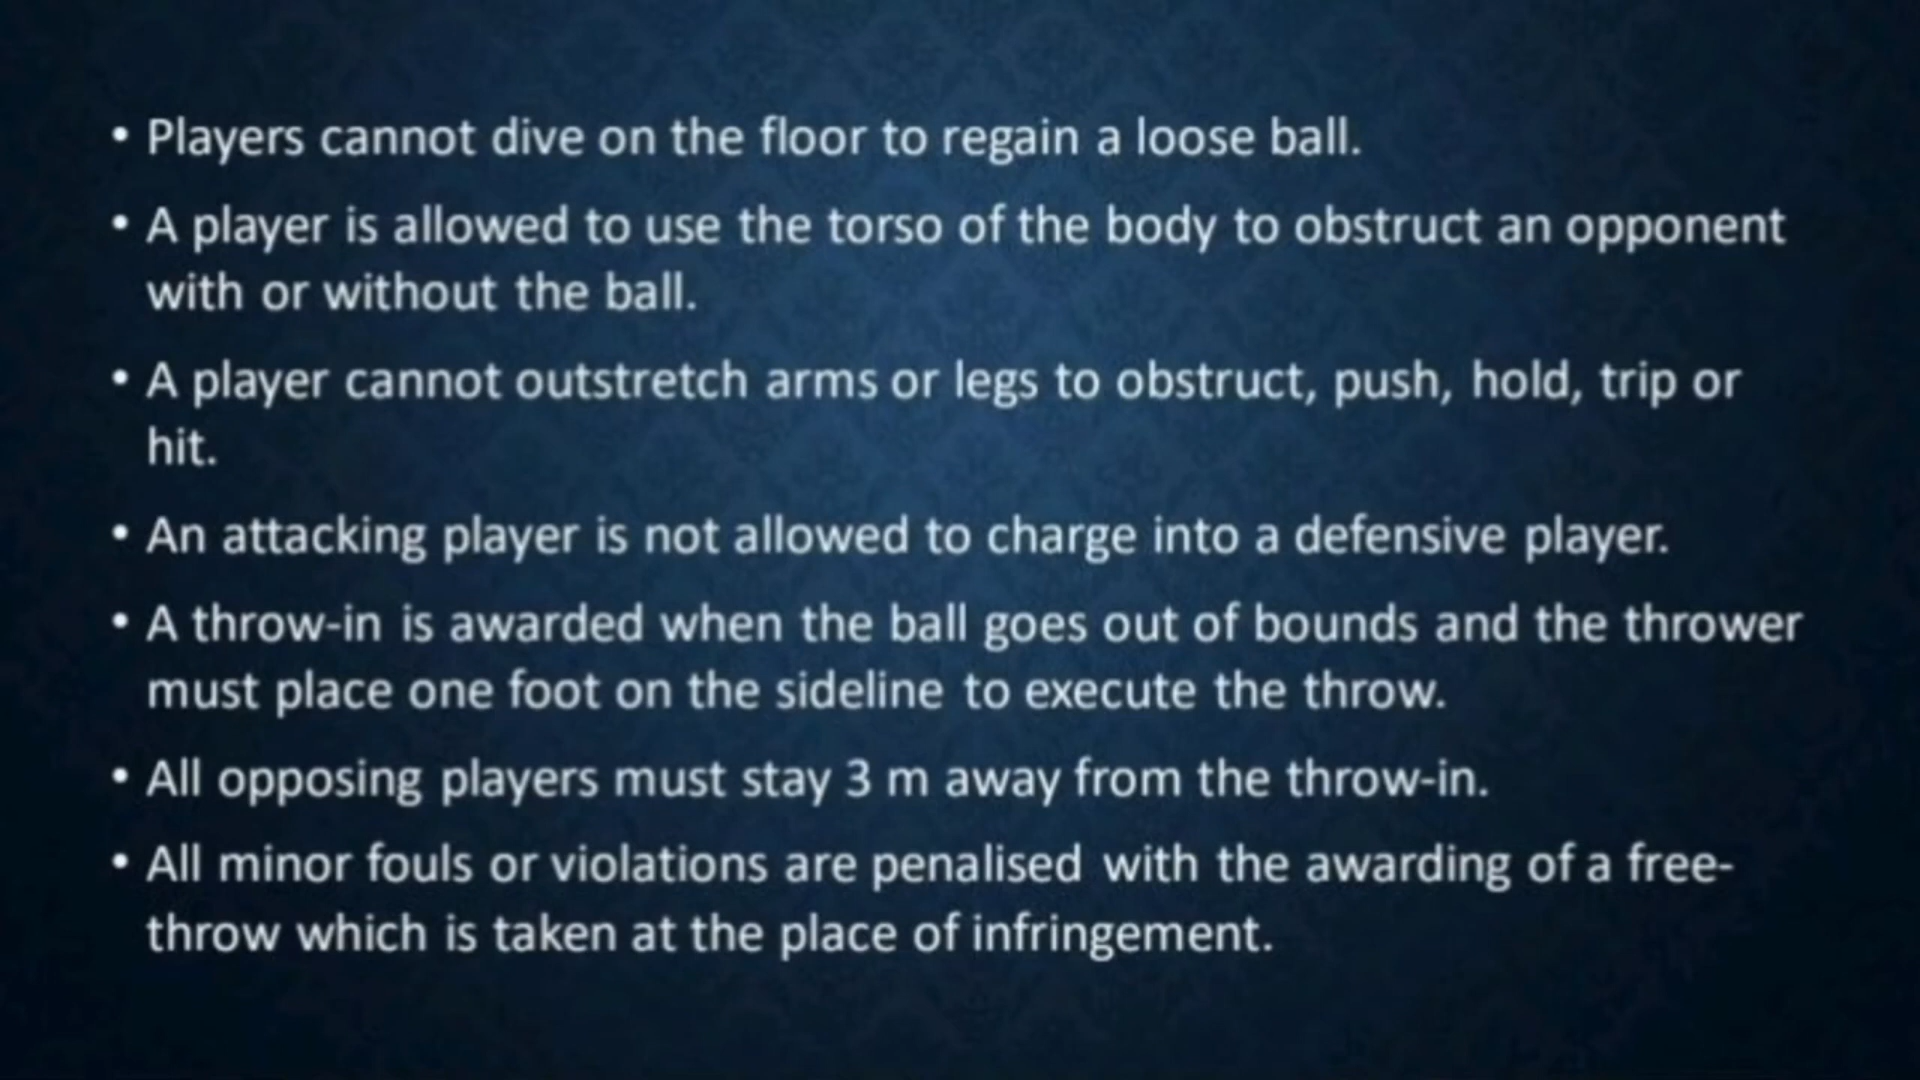 • Players cannot dive on the floor to regain a loose ball.
• A player is allowed to use the torso of the body to obstruct an opponent
with or without the ball.
• A player cannot outstretch arms or legs to obstruct, push, hold, trip or
hit.
• An attacking player is not allowed to charge into a defensive player.
• A throw-in is awarded when the ball goes out of bounds and the thrower
must place one foot on the sideline to execute the throw.
• All opposing players must stay 3 m away from the throw-in.
• All minor fouls or violations are penalised with the awarding of a free-
throw which is taken at the place of infringement.